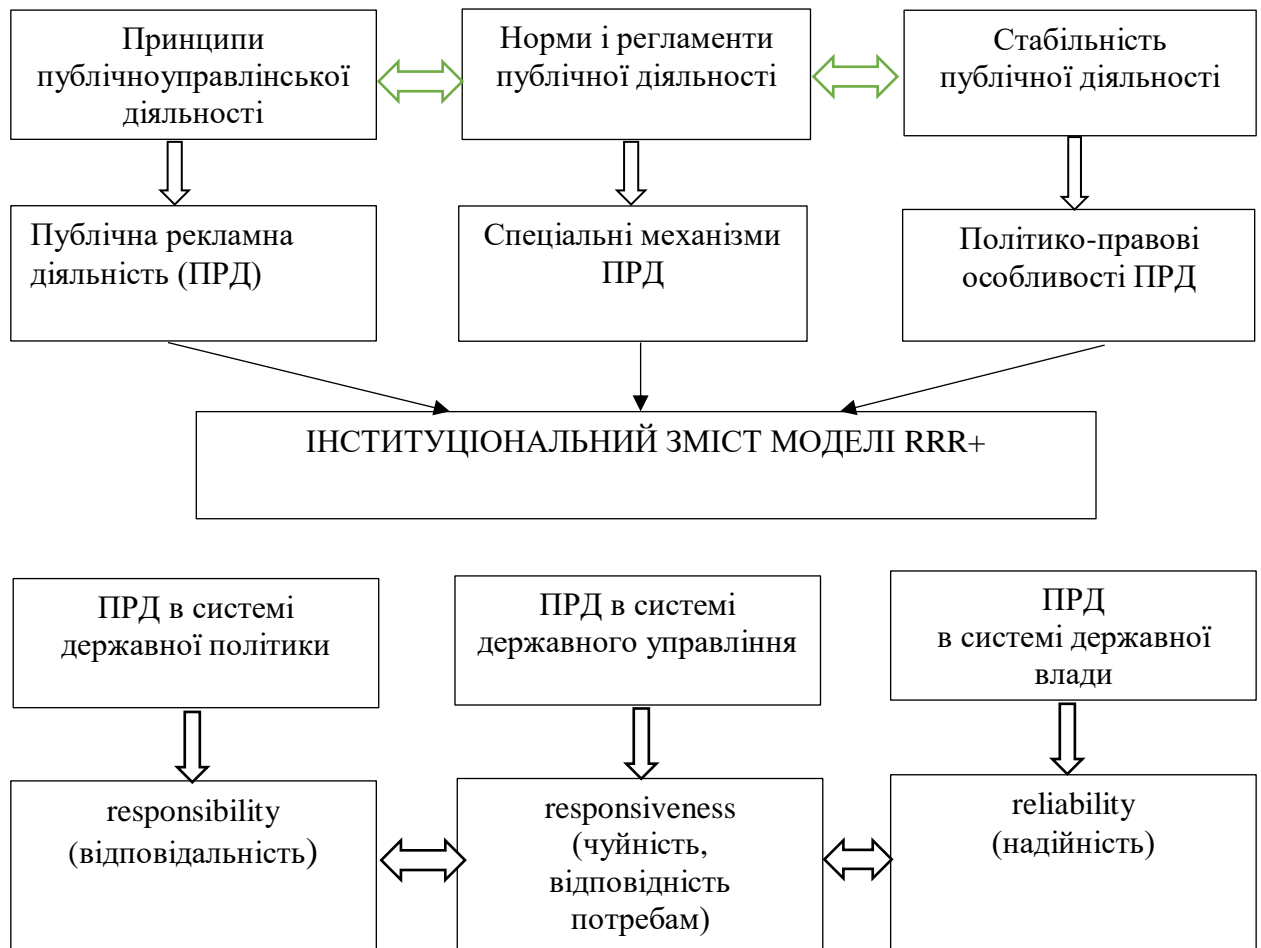 Принципи
публічноуправлінської
діяльності
Норми і регламенти
публічної діяльності
Стабільність
публічної діяльності
Публічна рекламна
діяльність (ПРД)
Спеціальні механізми
ПРД
Політико-правові
особливості ПРД
ІНСТИТУЦІОНАЛЬНИЙ ЗМІСТ МОДЕЛІ RRR+
ПРД в системі
державної політики
ПРД в системі
державного управління
ПРД
в системі державної
влади
responsibility
(відповідальність)
responsiveness
(чуйність,
відповідність
потребам)
reliability
(надійність)